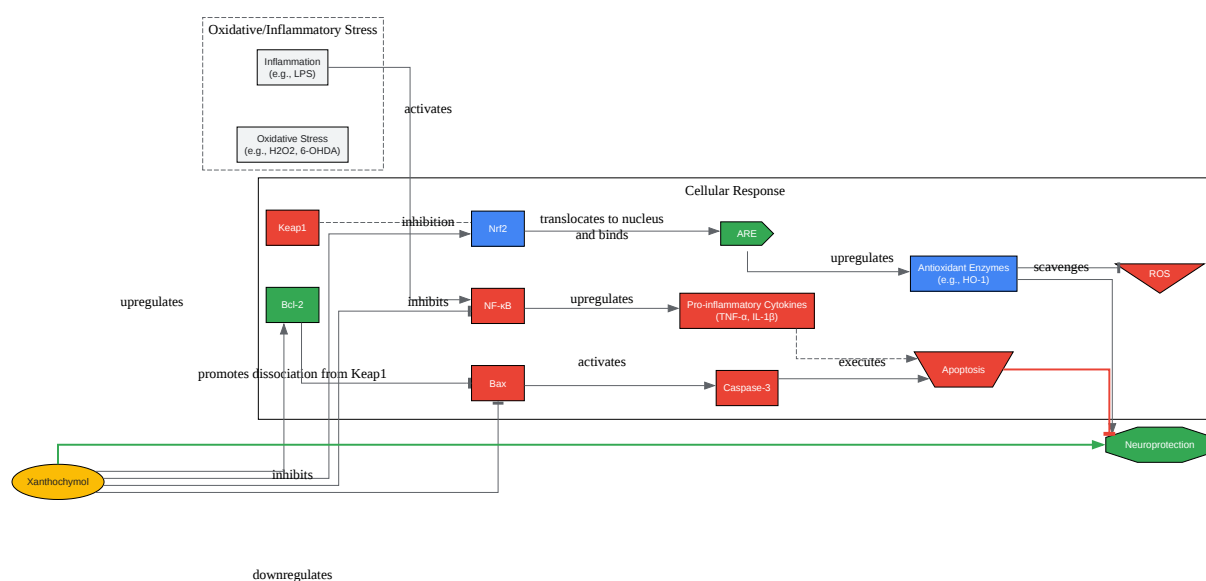 Oxidative/Inflammatory Stress
Inflammation
(e.g., LPS)
activates
Oxidative Stress
(e.g., H2O2, 6-OHDA)
Cellular Response
Keap1
inhibition
Nrf2
translocates to nucleus
and binds
ARE
upregulates
Antioxidant Enzymes
(e.g., HO-1)
scavenges
ROS
upregulates
Bcl-2
inhibits
NF-κB
upregulates
Pro-inflammatory Cytokines
(TNF-α, IL-1β)
promotes dissociation from Keap1
Bax
activates
Caspase-3
executes
Apoptosis
Neuroprotection
Xanthochymol
inhibits
downregulates